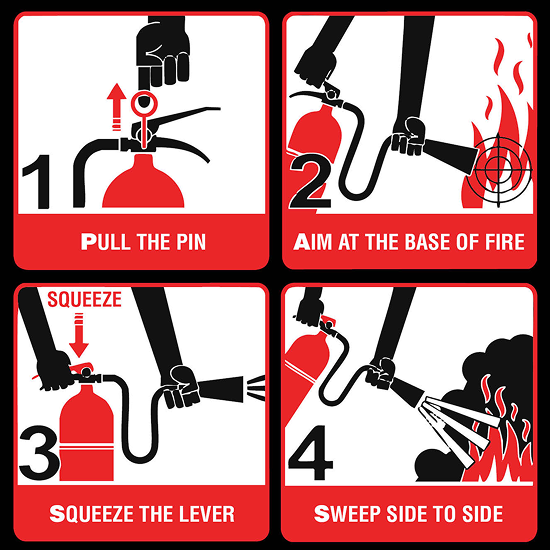 1
PULL THE PIN
2
AIM AT THE BASE OF FIRE
SQUEEZE
3
SQUEEZE THE LEVER
4
SWEEP SIDE TO SIDE